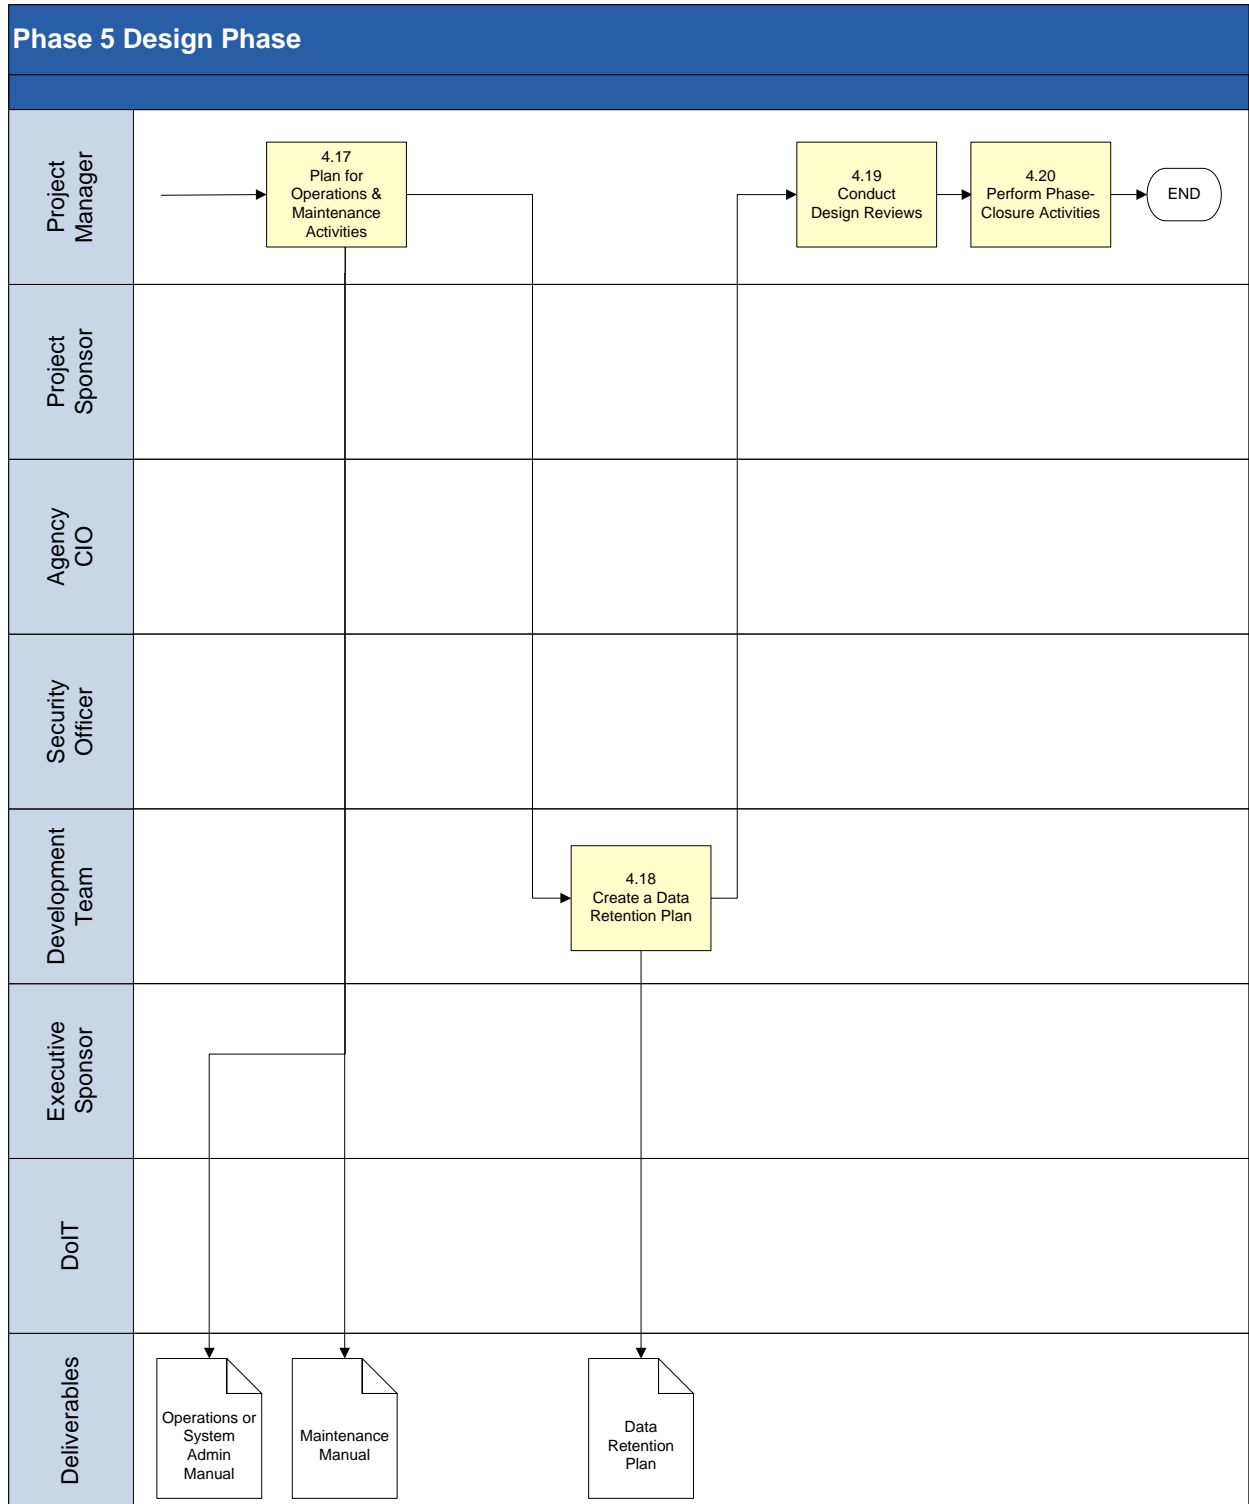 Phase 5 Design Phase
Project
Manager
4.17
Plan for
Operations &
Maintenance
Activities
4.19
Conduct
Design Reviews
4.20
Perform Phase-
Closure Activities
END
Project
Sponsor
Agency
CIO
Security
Officer
Development
Team
4.18
Create a Data
Retention Plan
Executive
Sponsor
DoIT
Deliverables
Operations or
System
Admin
Manual
Maintenance
Manual
Data
Retention
Plan